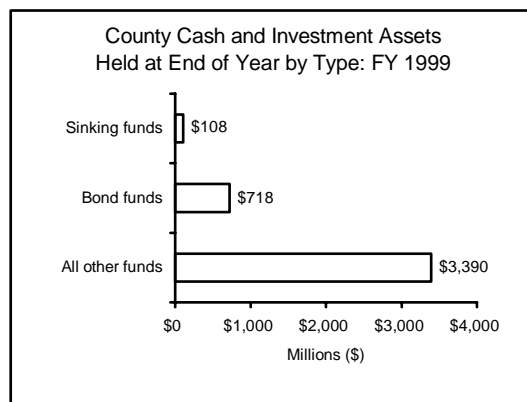 County Cash and Investment Assets
Held at End of Year by Type: FY 1999
Sinking funds
$108
Bond funds
$718
All other funds
$3,390
$0 $1,000 $2,000 $3,000 $4,000
Millions ($)